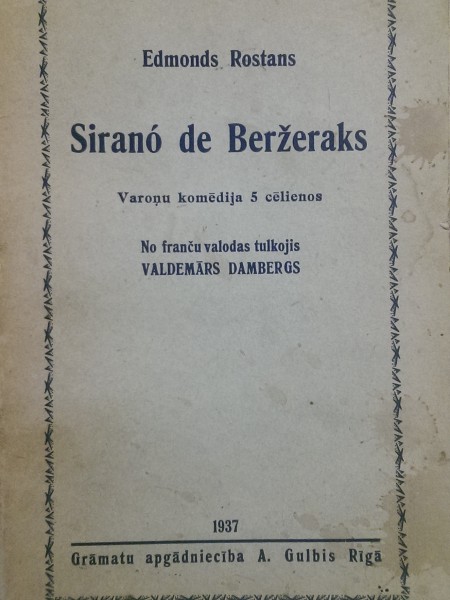 Edmonds Rostans
Siranó de Beržeraks
Varoņu komēdija 5 cēlienos
No franču valodas tulkojis
VALDEMĀRS DAMBERGS
1937
Grāmatu apgādniecība A. Gulbis Rīgā